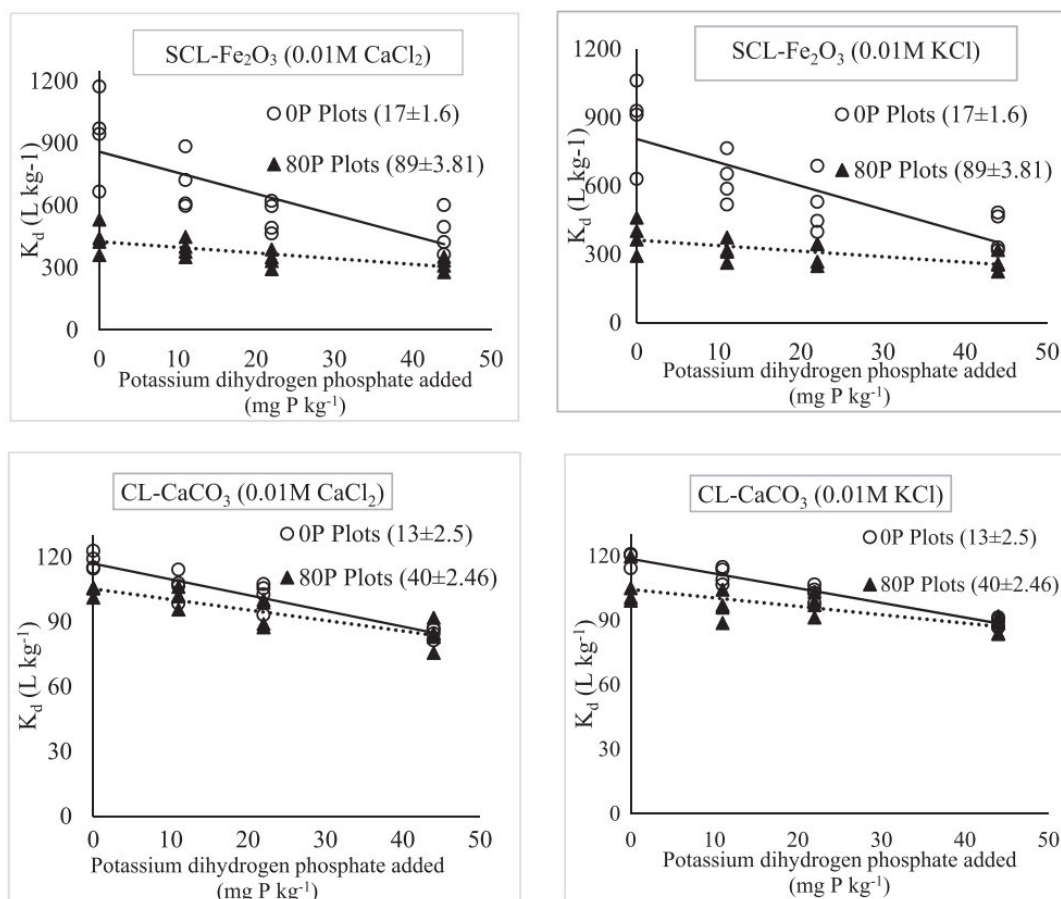 SCL-Fe₂O₃ (0.01M CaCl₂)
1200
900
600
300
0
K_d (L kg-1)
0P Plots (17±1.6)
80P Plots (89±3.81)
0 10 20 30 40 50
Potassium dihydrogen phosphate added
(mg P kg⁻¹)
SCL-Fe₂O₃ (0.01M KCl)
1200
900
600
300
0
K_d (L kg⁻¹)
0P Plots (17±1.6)
80P Plots (89±3.81)
0 10 20 30 40 50
Potassium dihydrogen phosphate added
(mg P kg⁻¹)
CL-CaCO₃ (0.01M CaCl₂)
120
90
60
30
0
K_d (L kg⁻¹)
0P Plots (13±2.5)
80P Plots (40±2.46)
0 10 20 30 40 50
Potassium dihydrogen phosphate added
(mg P kg⁻¹)
CL-CaCO₃ (0.01M KCl)
120
90
60
30
0
K_d (L kg⁻¹)
0P Plots (13±2.5)
80P Plots (40±2.46)
0 10 20 30 40 50
Potassium dihydrogen phosphate added
(mg P kg⁻¹)